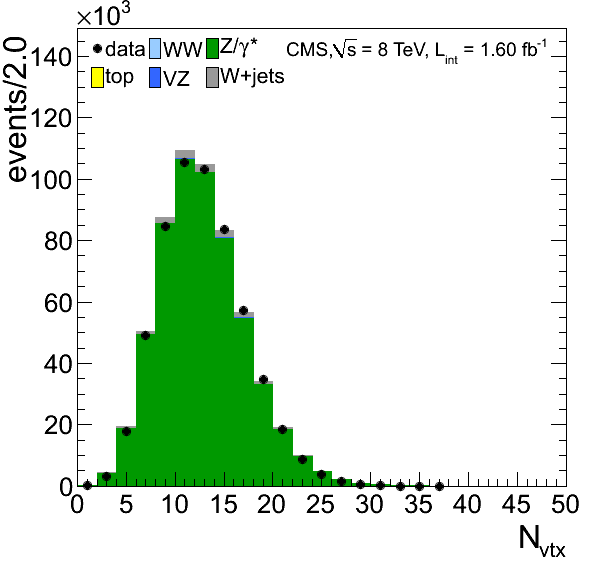 ×10³
data WW Z/γ* CMS,√s = 8 TeV, L_int = 1.60 fb⁻¹
top VZ W+jets
events/2.0
140
120
100
80
60
40
20
0
0 5 10 15 20 25 30 35 40 45 50
N_vtx